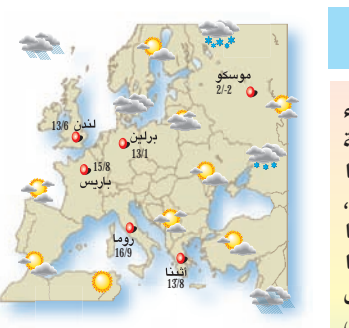 موسكو
2/-2
لندن
13/6
برلين
13/1
15/8
باريس
روما
16/9
أثينا
13/8